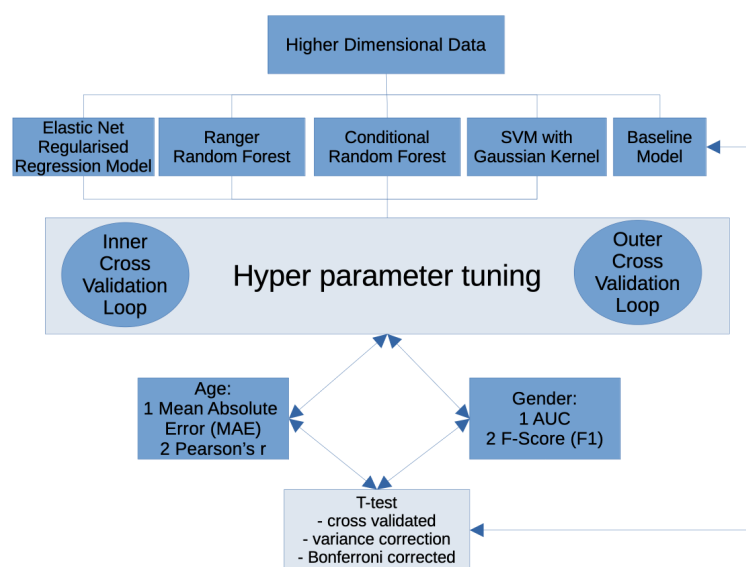 Higher Dimensional Data
Elastic Net
Regularised
Regression Model
Ranger
Random Forest
Conditional
Random Forest
SVM with
Gaussian Kernel
Baseline
Model
Inner
Cross
Validation
Loop
Hyper parameter tuning
Outer
Cross
Validation
Loop
Age:
1 Mean Absolute
Error (MAE)
2 Pearson's r
Gender:
1 AUC
2 F-Score (F1)
T-test
- cross validated
- variance correction
- Bonferroni corrected